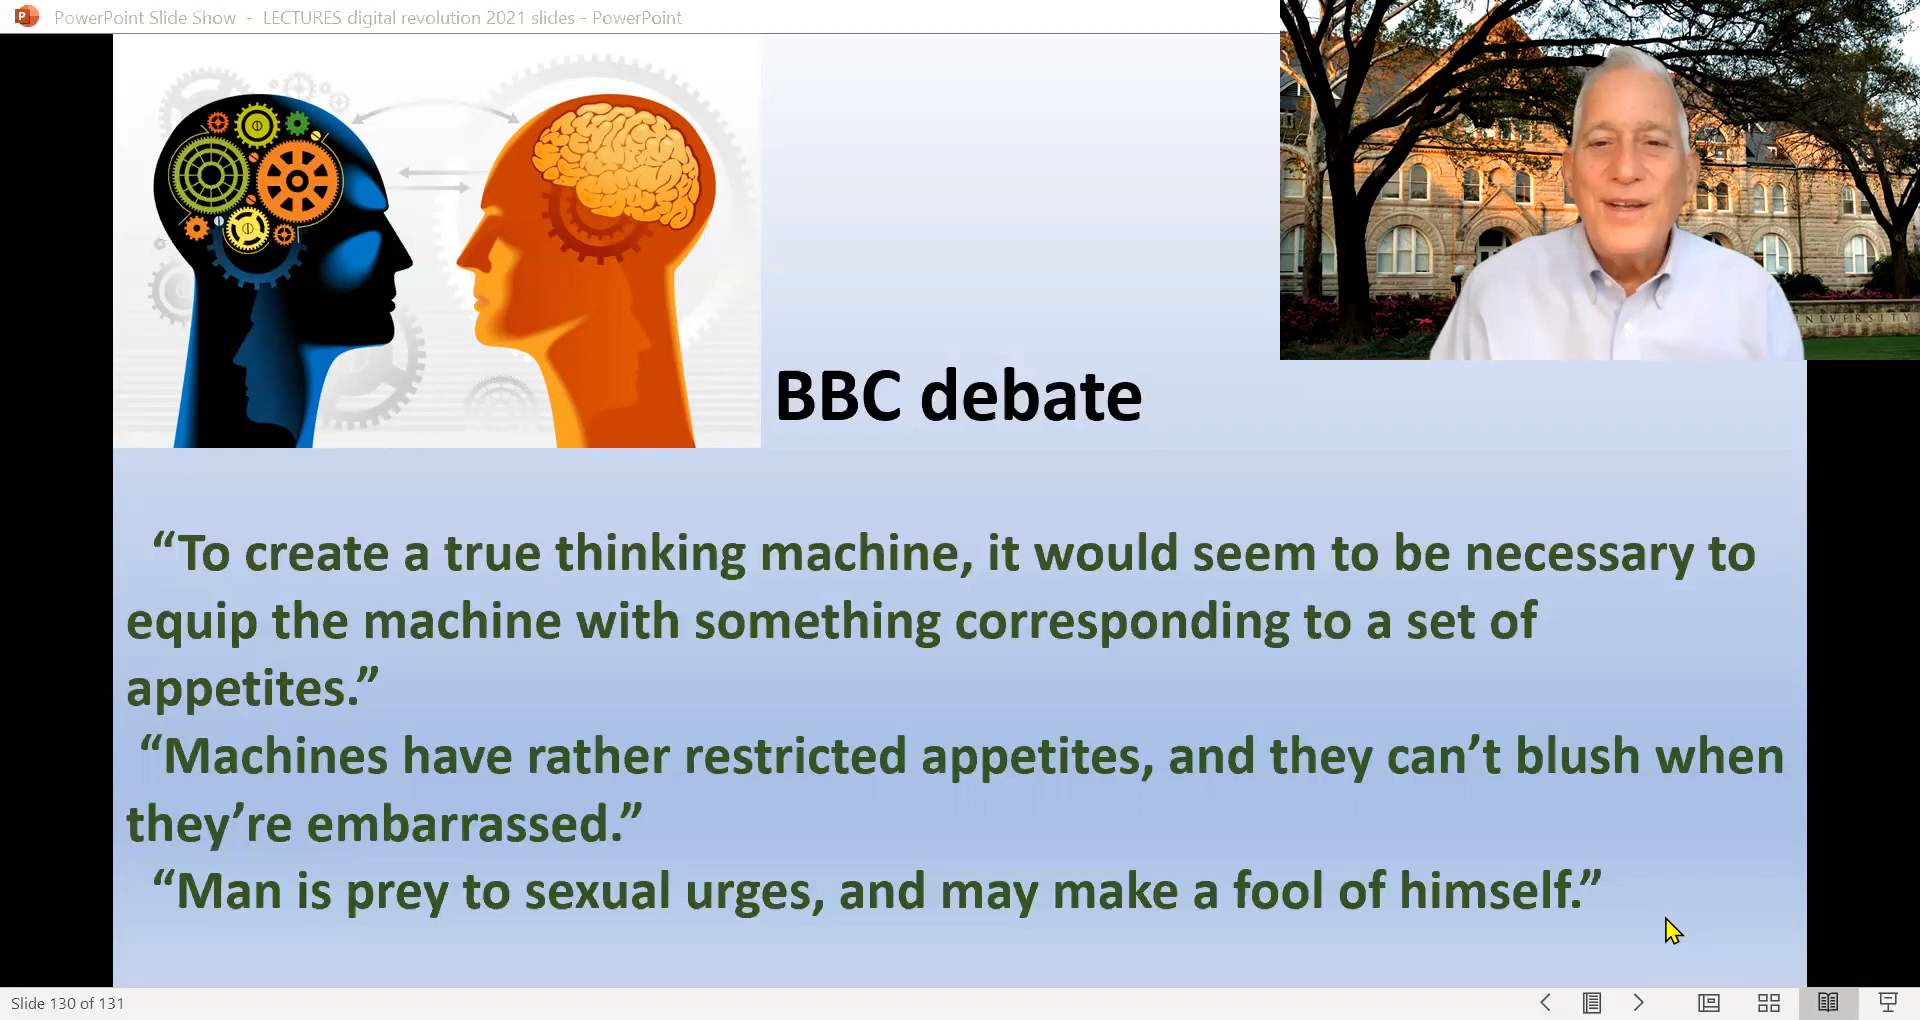 PowerPoint Slide Show - LECTURES digital revolution 2021 slides - PowerPoint
UNIVERSITY
BBC debate
“To create a true thinking machine, it would seem to be necessary to
equip the machine with something corresponding to a set of
appetites.”
“Machines have rather restricted appetites, and they can’t blush when
they’re embarrassed.”
“Man is prey to sexual urges, and may make a fool of himself.”
Slide 130 of 131